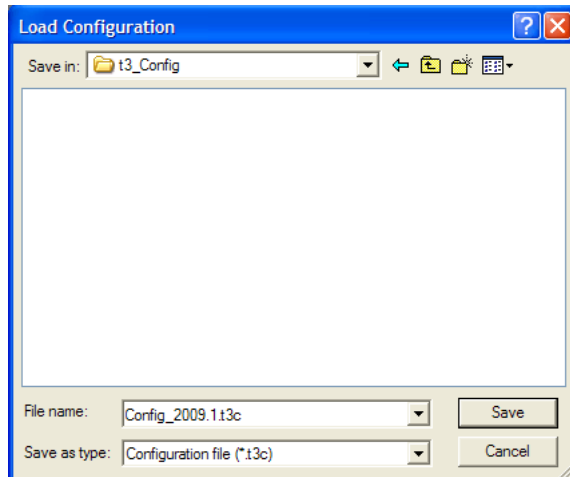 Load Configuration
Save in: t3_Config
File name: Config_2009.1.t3c Save
Save as type: Configuration file (*.t3c) Cancel